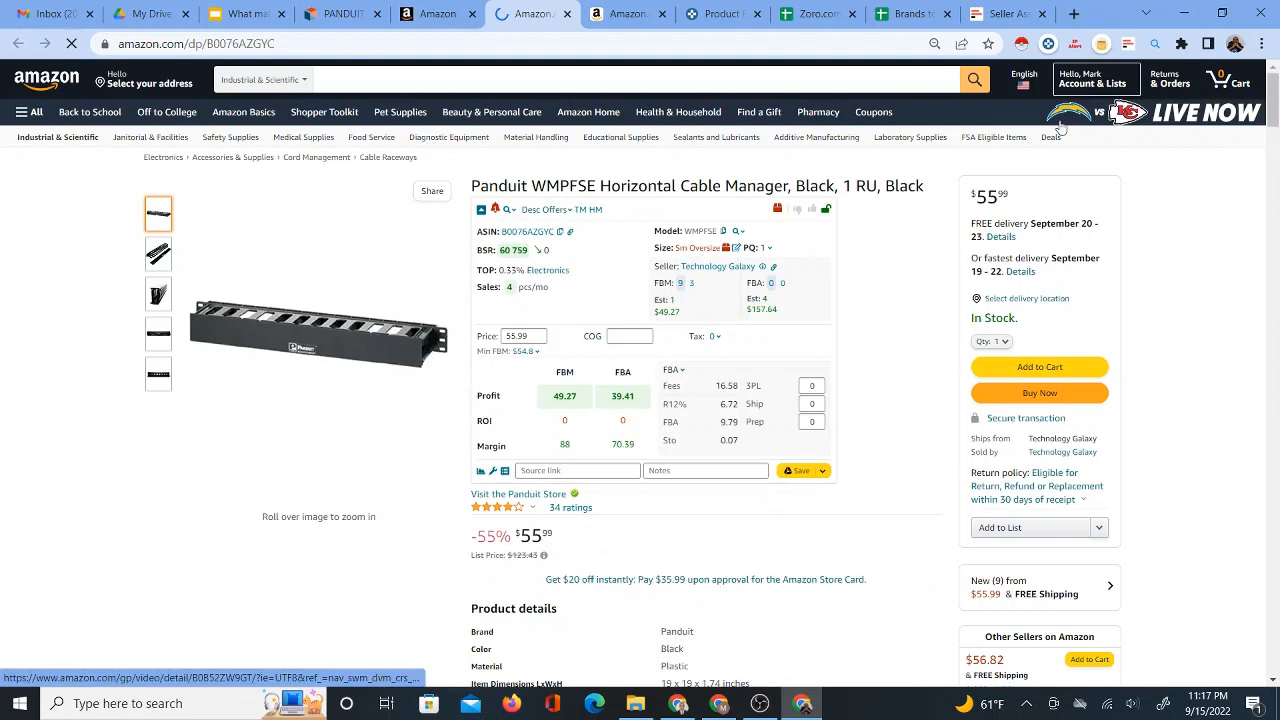 What ma
My Drive
PANDUIT
Amazon
Amazon.
Amazon.
Product E
Zoro.com
Brands t
Seller Ass
amazon.com/dp/B0076AZGYC
amazon
Hello
Select your address
Industrial & Scientific
English
Hello, Mark
Account & Lists
Returns
& Orders
0
Cart
All Back to School Off to College Amazon Basics Shopper Toolkit Pet Supplies Beauty & Personal Care Health & Household Find a Gift Pharmacy Coupons
VS LIVE NOW
Industrial & Scientific Janitorial & Facilities Safety Supplies Medical Supplies Food Service Diagnostic Equipment Material Handling Educational Supplies Sealants and Lubricants Additive Manufacturing Laboratory Supplies FSA Eligible Items Deals
Electronics › Accessories & Supplies › Cord Management › Cable Raceways
Share
PANDUIT
Roll over image to zoom in
Panduit WMPFSE Horizontal Cable Manager, Black, 1 RU, Black
Desc Offers TM HM
ASIN: B0076AZGYC
Model: WMPFSE
BSR: 60 759 ↘ 0
Size: Sm Oversize PQ: 1
TOP: 0.33% Electronics
Seller: Technology Galaxy
Sales: 4 pcs/mo
FBM: 9 3
FBA: 0 0
Est: 1
$49.27
Est: 4
$157.64
Price: 55.99 COG Tax: 0
Min FBM: $54.8
FBM FBA
Profit 49.27 39.41
ROI 0 0
Margin 88 70.39
FBA
Fees 16.58 3PL 0
R12% 6.72 Ship 0
FBA 9.79 Prep 0
Sto 0.07
Source link
Notes
Save
Visit the Panduit Store
34 ratings
-55% $55 99
List Price: $123.43
Get $20 off instantly: Pay $35.99 upon approval for the Amazon Store Card.
Product details
Brand Panduit
Color Black
Material Plastic
Item Dimensions LxWxH 19 x 19 x 1.74 inches
$55 99
FREE delivery September 20 -
23. Details
Or fastest delivery September
19 - 22. Details
Select delivery location
In Stock.
Qty: 1
Add to Cart
Buy Now
Secure transaction
Ships from Technology Galaxy
Sold by Technology Galaxy
Return policy: Eligible for
Return, Refund or Replacement
within 30 days of receipt
Add to List
New (9) from
$55.99 & FREE Shipping
Other Sellers on Amazon
$56.82
Add to Cart
& FREE Shipping
https://www.amazon.com/gp/video/detail/B0B52ZW9GT/?ie=UTF8&ref_=nav_swm_dvm_crs_...
Type here to search
11:17 PM
9/15/2022